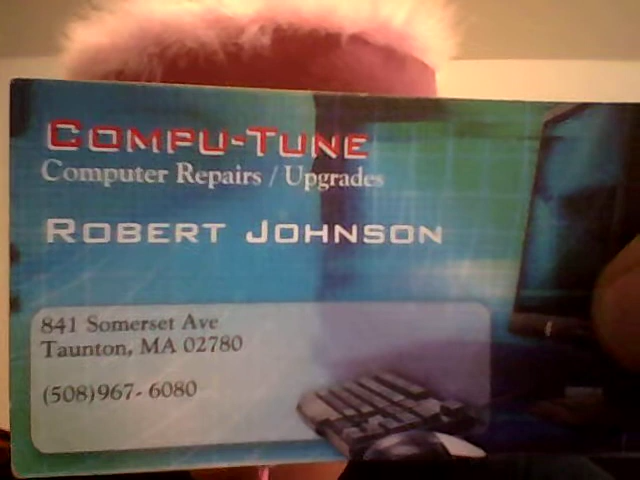 COMPU-TUNE
Computer Repairs / Upgrades
ROBERT JOHNSON
841 Somerset Ave
Taunton, MA 02780
(508)967- 6080